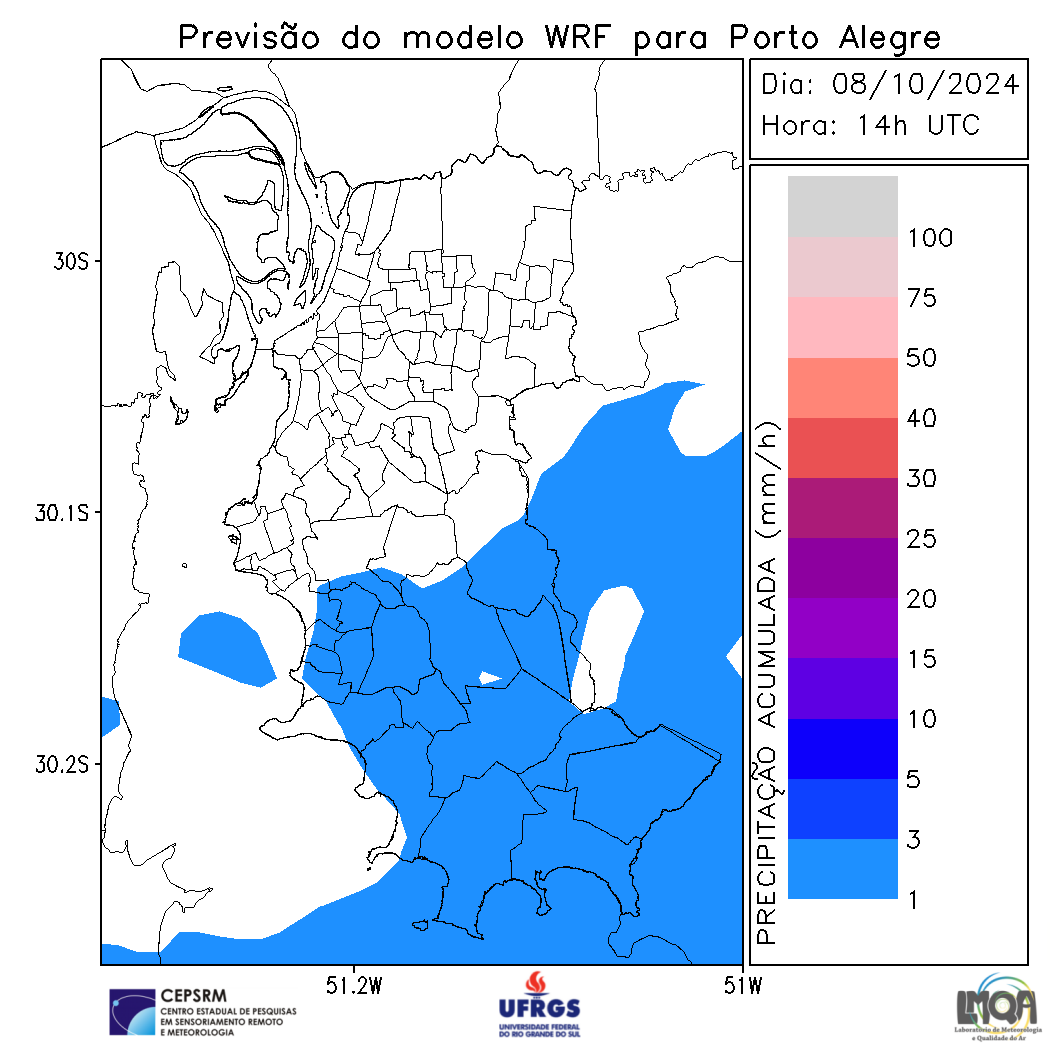 Previsão do modelo WRF para Porto Alegre
Dia: 08/10/2024
Hora: 14h UTC
30S
30.1S
30.2S
51.2W
51W
PRECIPITAÇÃO ACUMULADA (mm/h)
100
75
50
40
30
25
20
15
10
5
3
1
CEPSRM
CENTRO ESTADUAL DE PESQUISAS
EM SENSORIAMENTO REMOTO
E METEOROLOGIA
UFRGS
UNIVERSIDADE FEDERAL
DO RIO GRANDE DO SUL
LMQA
Laboratório de Meteorologia
e Qualidade do Ar